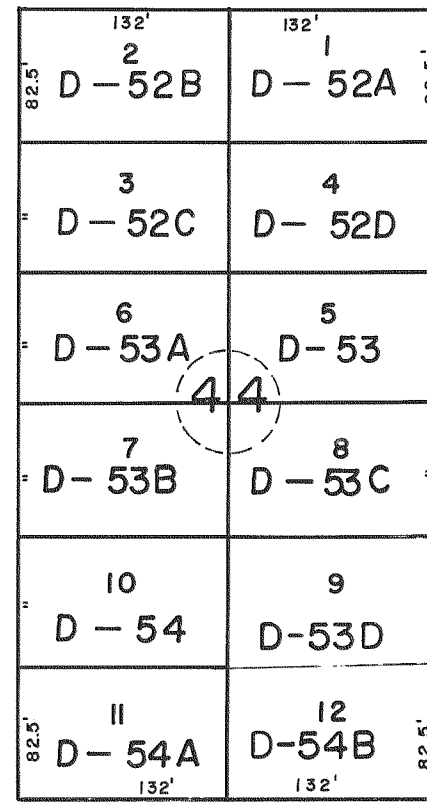 132'
132'
2
1
82.5'
D - 52B
D - 52A
3
4
"
D - 52C
D - 52D
6
5
"
D - 53A
D - 53
44
7
8
"
D - 53B
D - 53C
"
10
9
"
D - 54
D-53D
11
12
82.5'
D - 54A
D-54B
82.5'
132'
132'